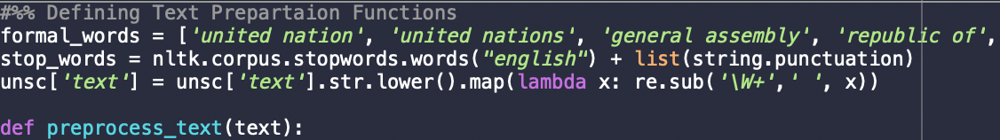 #%% Defining Text Prepartaion Functions
formal_words = ['united nation', 'united nations', 'general assembly', 'republic of',
stop_words = nltk.corpus.stopwords.words("english") + list(string.punctuation)
unsc['text'] = unsc['text'].str.lower().map(lambda x: re.sub('\W+',' ', x))
def preprocess_text(text):